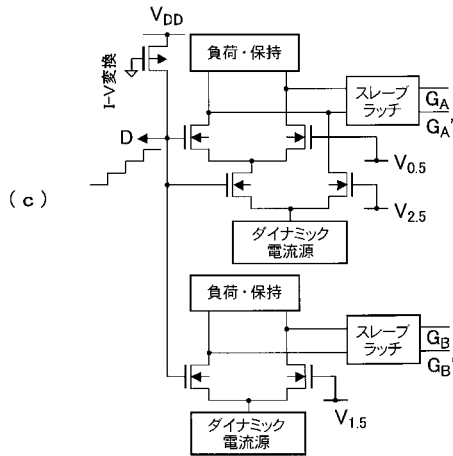 V_DD
I-V変換
負荷・保持
スレーブ
ラッチ
G_A
G_A'
D
V_0.5
(c)
V_2.5
ダイナミック
電流源
負荷・保持
スレーブ
ラッチ
G_B
G_B'
V_1.5
ダイナミック
電流源